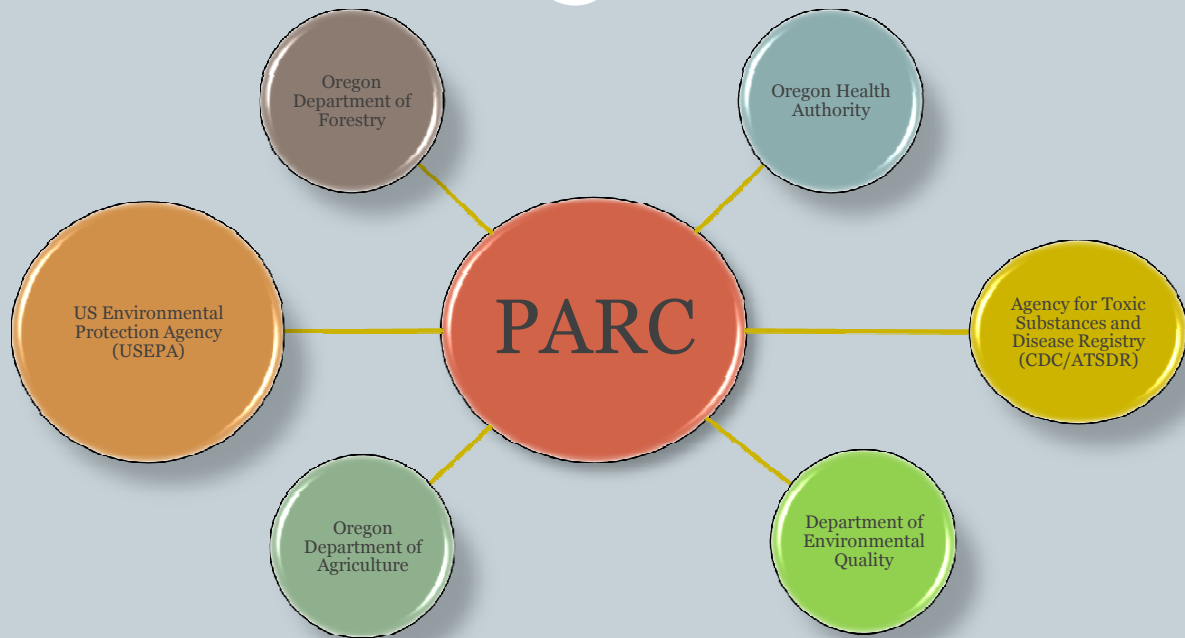 Oregon
Department of
Forestry
Oregon Health
Authority
US Environmental
Protection Agency
(USEPA)
PARC
Agency for Toxic
Substances and
Disease Registry
(CDC/ATSDR)
Oregon
Department of
Agriculture
Department of
Environmental
Quality